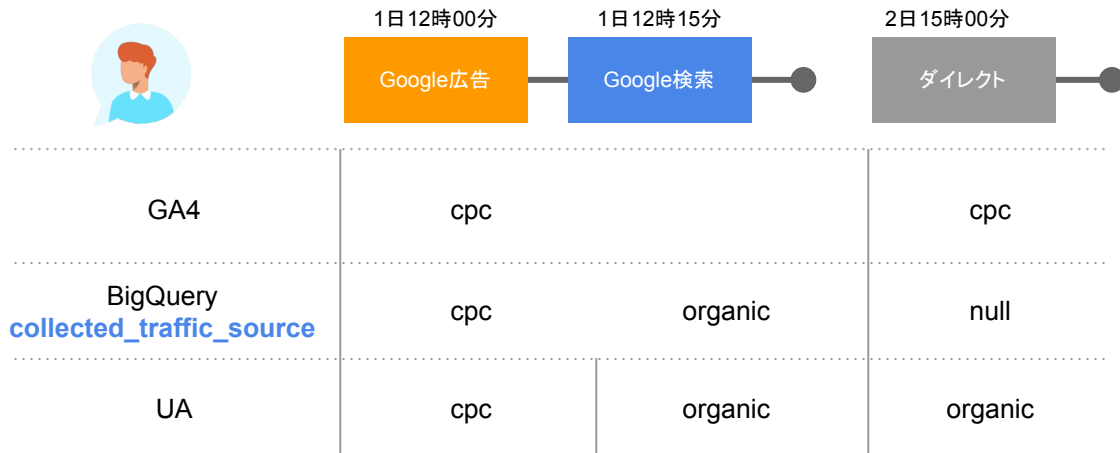 1日12時00分
1日12時15分
2日15時00分
Google広告
Google検索
ダイレクト
GA4
cpc
cpc
BigQuery
collected_traffic_source
cpc
organic
null
UA
cpc
organic
organic